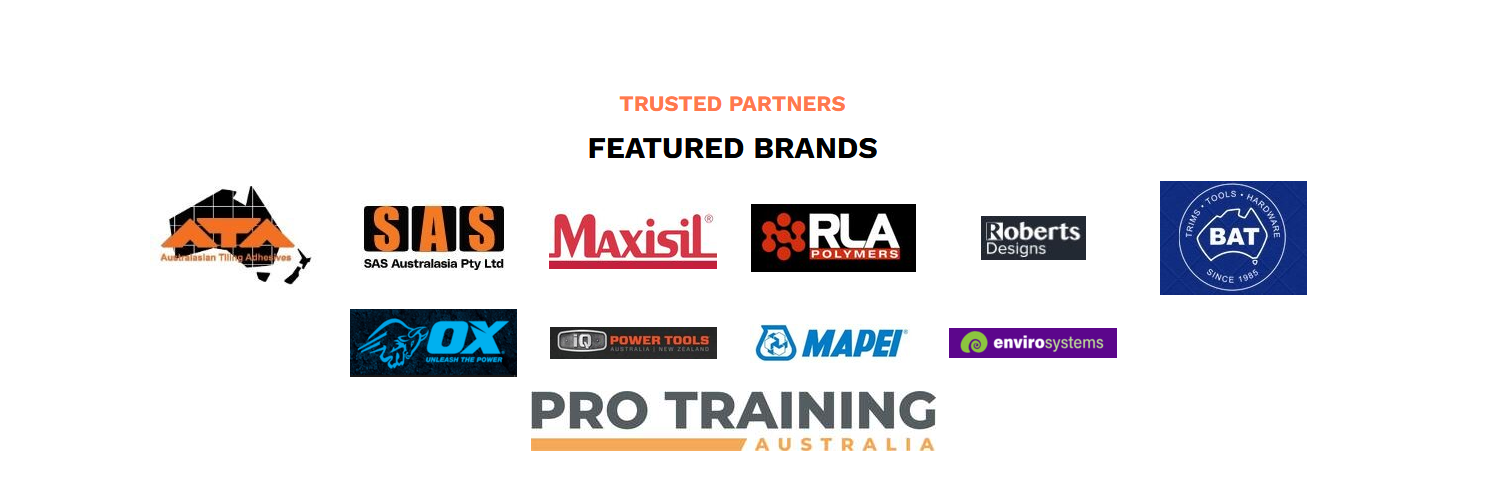 TRUSTED PARTNERS
FEATURED BRANDS
ATA
Australasian Tiling Adhesives
SAS
SAS Australasia Pty Ltd
MAXISIL®
RLA
POLYMERS
Roberts
Designs
TRIMS • TOOLS • HARDWARE
BAT
SINCE 1985
OX
UNLEASH THE POWER
iQ POWER TOOLS
AUSTRALIA | NEW ZEALAND
MAPEI®
envirosystems
PRO TRAINING
AUSTRALIA